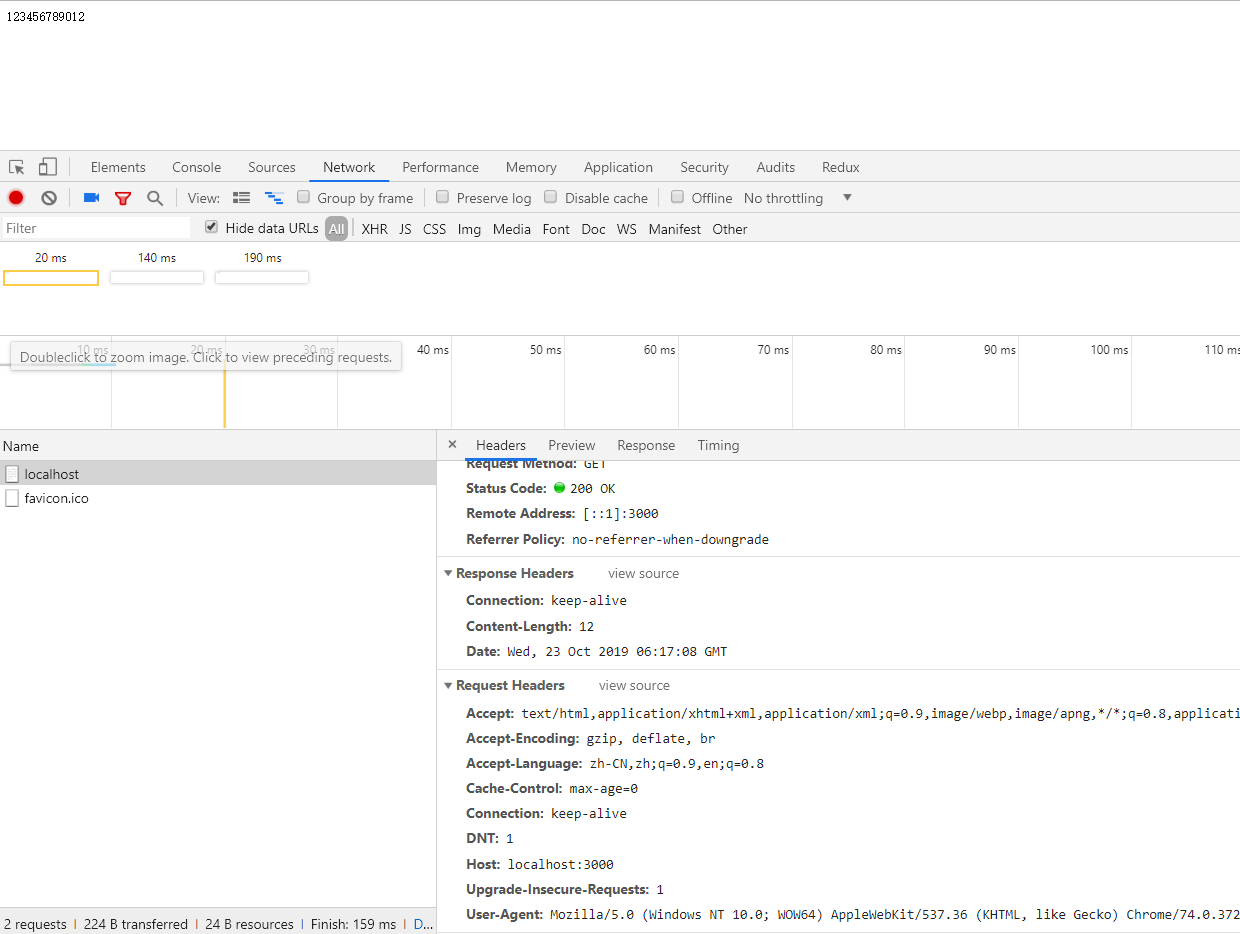 123456789012
Elements Console Sources Network Performance Memory Application Security Audits Redux
View: Group by frame Preserve log Disable cache Offline No throttling
Filter Hide data URLs All XHR JS CSS Img Media Font Doc WS Manifest Other
20 ms 140 ms 190 ms
10 ms 20 ms 30 ms 40 ms 50 ms 60 ms 70 ms 80 ms 90 ms 100 ms 110 ms
Doubleclick to zoom image. Click to view preceding requests.
Name
localhost
favicon.ico
× Headers Preview Response Timing
Request Method: GET
Status Code: 200 OK
Remote Address: [::1]:3000
Referrer Policy: no-referrer-when-downgrade
Response Headers view source
Connection: keep-alive
Content-Length: 12
Date: Wed, 23 Oct 2019 06:17:08 GMT
Request Headers view source
Accept: text/html,application/xhtml+xml,application/xml;q=0.9,image/webp,image/apng,*/*;q=0.8,applicati
Accept-Encoding: gzip, deflate, br
Accept-Language: zh-CN,zh;q=0.9,en;q=0.8
Cache-Control: max-age=0
Connection: keep-alive
DNT: 1
Host: localhost:3000
Upgrade-Insecure-Requests: 1
User-Agent: Mozilla/5.0 (Windows NT 10.0; WOW64) AppleWebKit/537.36 (KHTML, like Gecko) Chrome/74.0.372
2 requests | 224 B transferred | 24 B resources | Finish: 159 ms | D...